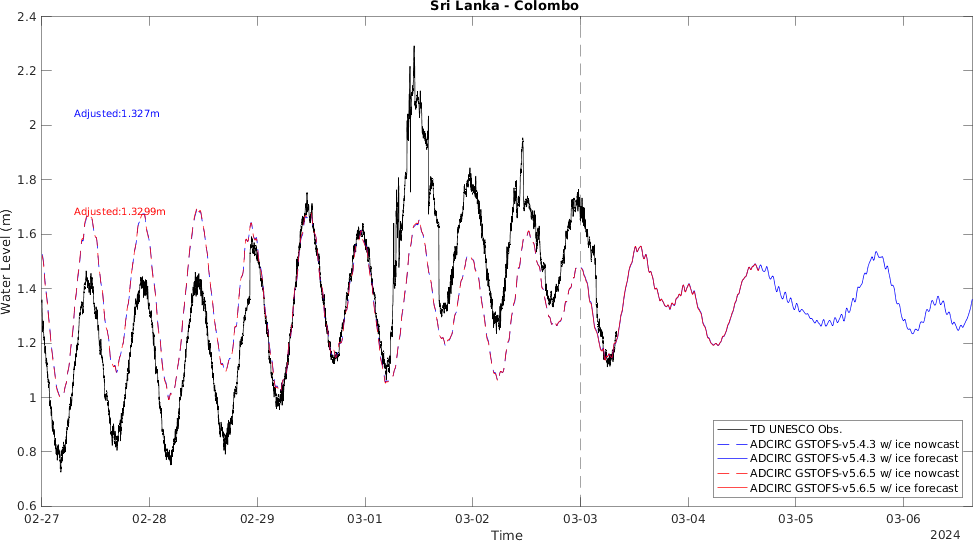 Sri Lanka - Colombo
2.4
2.2
2
1.8
1.6
1.4
1.2
1
0.8
0.6
Water Level (m)
Adjusted:1.327m
Adjusted:1.3299m
TD UNESCO Obs.
ADCIRC GSTOFS-v5.4.3 w/ ice nowcast
ADCIRC GSTOFS-v5.4.3 w/ ice forecast
ADCIRC GSTOFS-v5.6.5 w/ ice nowcast
ADCIRC GSTOFS-v5.6.5 w/ ice forecast
02-27 02-28 02-29 03-01 03-02 03-03 03-04 03-05 03-06
Time
2024